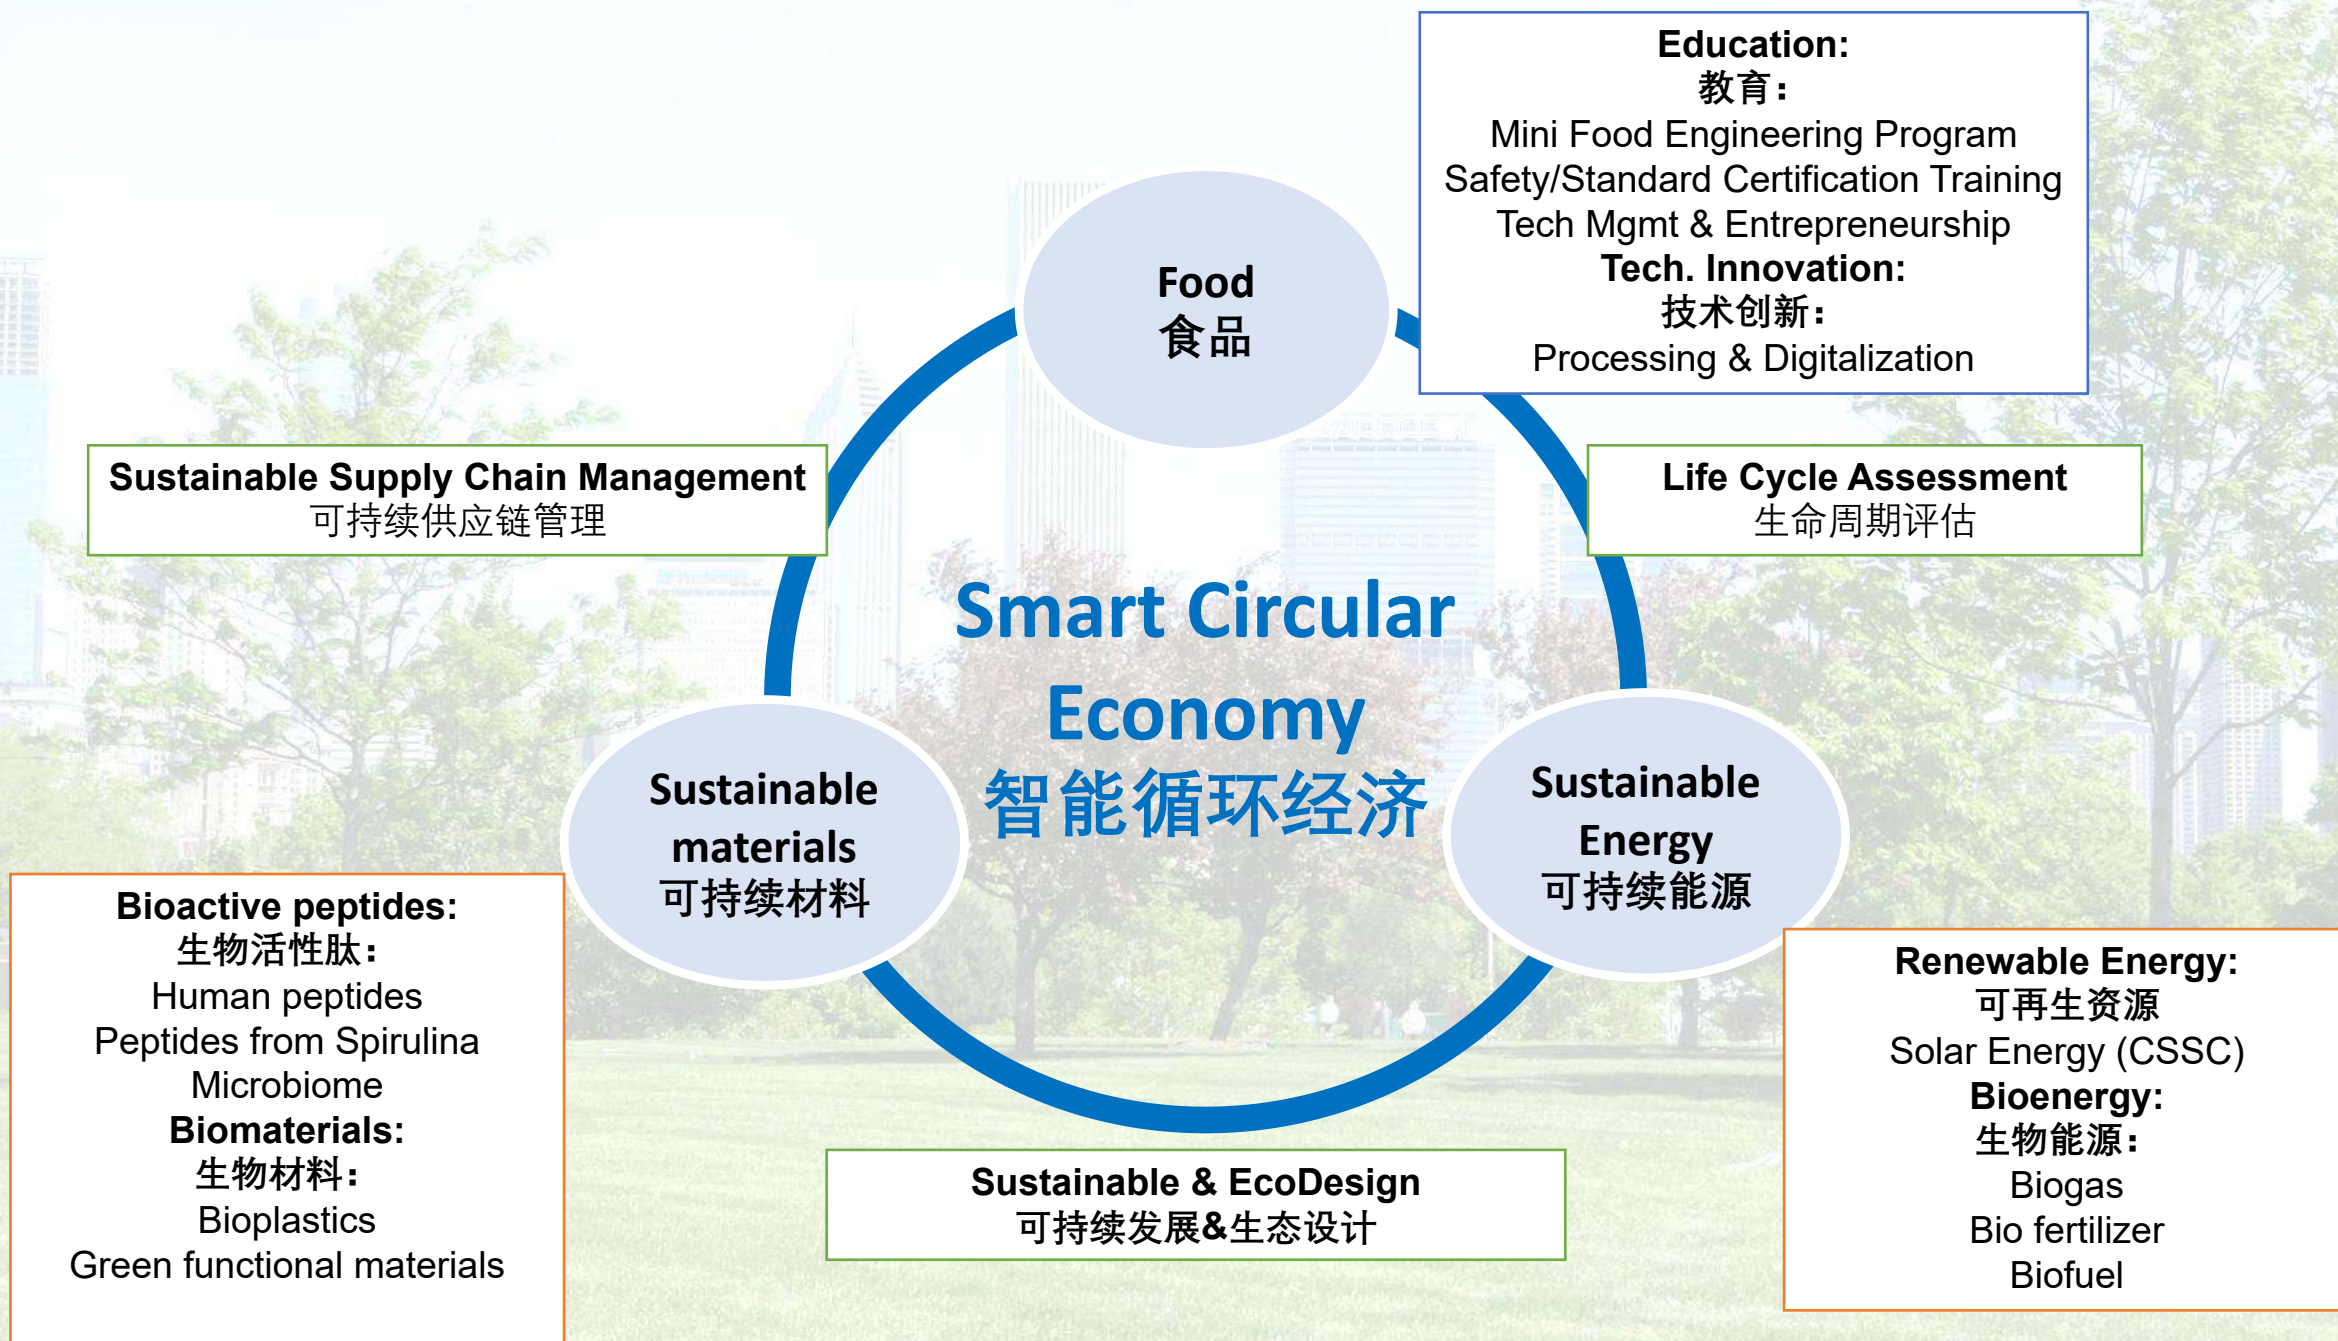 Education:
教育：
Mini Food Engineering Program
Safety/Standard Certification Training
Tech Mgmt & Entrepreneurship
Tech. Innovation:
技术创新：
Processing & Digitalization
Food
食品
Sustainable Supply Chain Management
可持续供应链管理
Life Cycle Assessment
生命周期评估
Smart Circular
Economy
智能循环经济
Sustainable
materials
可持续材料
Sustainable
Energy
可持续能源
Bioactive peptides:
生物活性肽：
Human peptides
Peptides from Spirulina
Microbiome
Biomaterials:
生物材料：
Bioplastics
Green functional materials
Renewable Energy:
可再生资源
Solar Energy (CSSC)
Bioenergy:
生物能源：
Biogas
Bio fertilizer
Biofuel
Sustainable & EcoDesign
可持续发展&生态设计